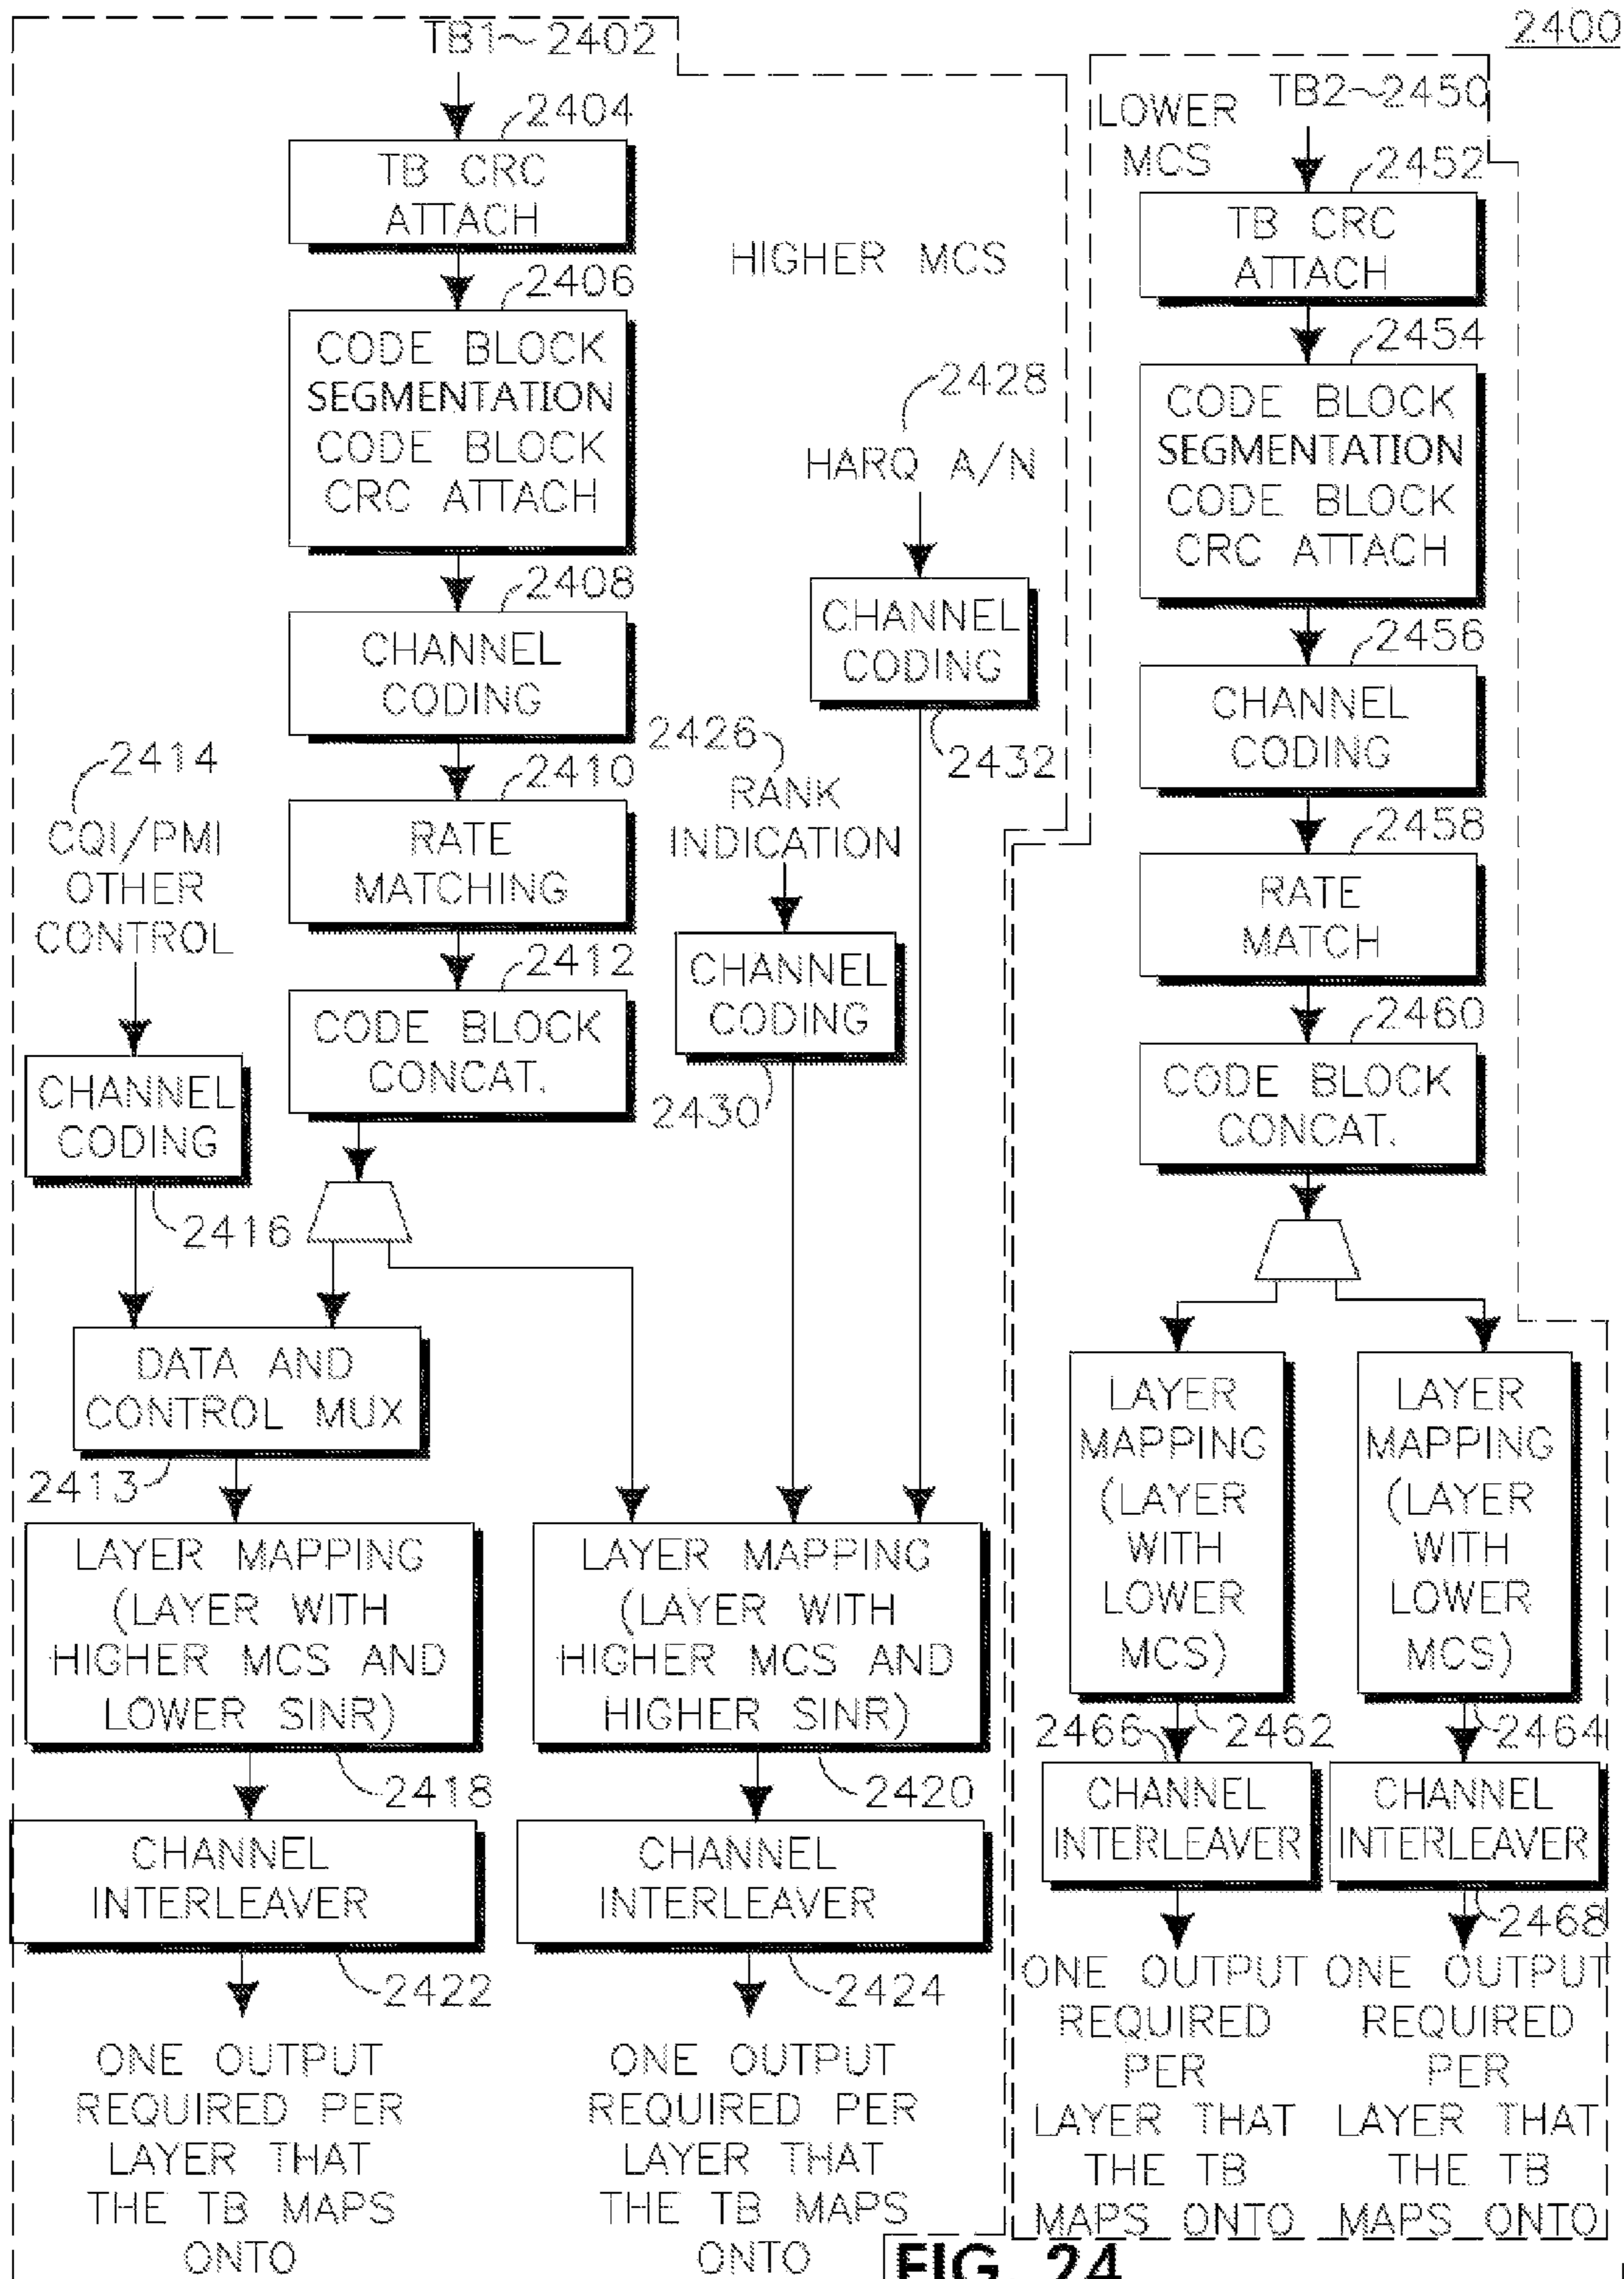 2400
TB1~2402
2404
TB CRC
ATTACH
2406
CODE BLOCK
SEGMENTATION
CODE BLOCK
CRC ATTACH
2408
CHANNEL
CODING
2410
RATE
MATCHING
2412
CODE BLOCK
CONCAT.
HIGHER MCS
2428
HARQ A/N
CHANNEL
CODING
2432
2426
RANK
INDICATION
CHANNEL
CODING
2430
2414
CQI/PMI
OTHER
CONTROL
CHANNEL
CODING
2416
DATA AND
CONTROL MUX
2413
LAYER MAPPING
(LAYER WITH
HIGHER MCS AND
LOWER SINR)
2418
CHANNEL
INTERLEAVER
2422
ONE OUTPUT
REQUIRED PER
LAYER THAT
THE TB MAPS
ONTO
LAYER MAPPING
(LAYER WITH
HIGHER MCS AND
HIGHER SINR)
2420
CHANNEL
INTERLEAVER
2424
ONE OUTPUT
REQUIRED PER
LAYER THAT
THE TB MAPS
ONTO
LOWER
MCS
TB2~2450
2452
TB CRC
ATTACH
2454
CODE BLOCK
SEGMENTATION
CODE BLOCK
CRC ATTACH
2456
CHANNEL
CODING
2458
RATE
MATCH
2460
CODE BLOCK
CONCAT.
LAYER
MAPPING
(LAYER
WITH
LOWER
MCS)
2462
2466
CHANNEL
INTERLEAVER
ONE OUTPUT
REQUIRED
PER
LAYER THAT
THE TB
MAPS ONTO
LAYER
MAPPING
(LAYER
WITH
LOWER
MCS)
2464
CHANNEL
INTERLEAVER
2468
ONE OUTPUT
REQUIRED
PER
LAYER THAT
THE TB
MAPS ONTO
FIG. 24